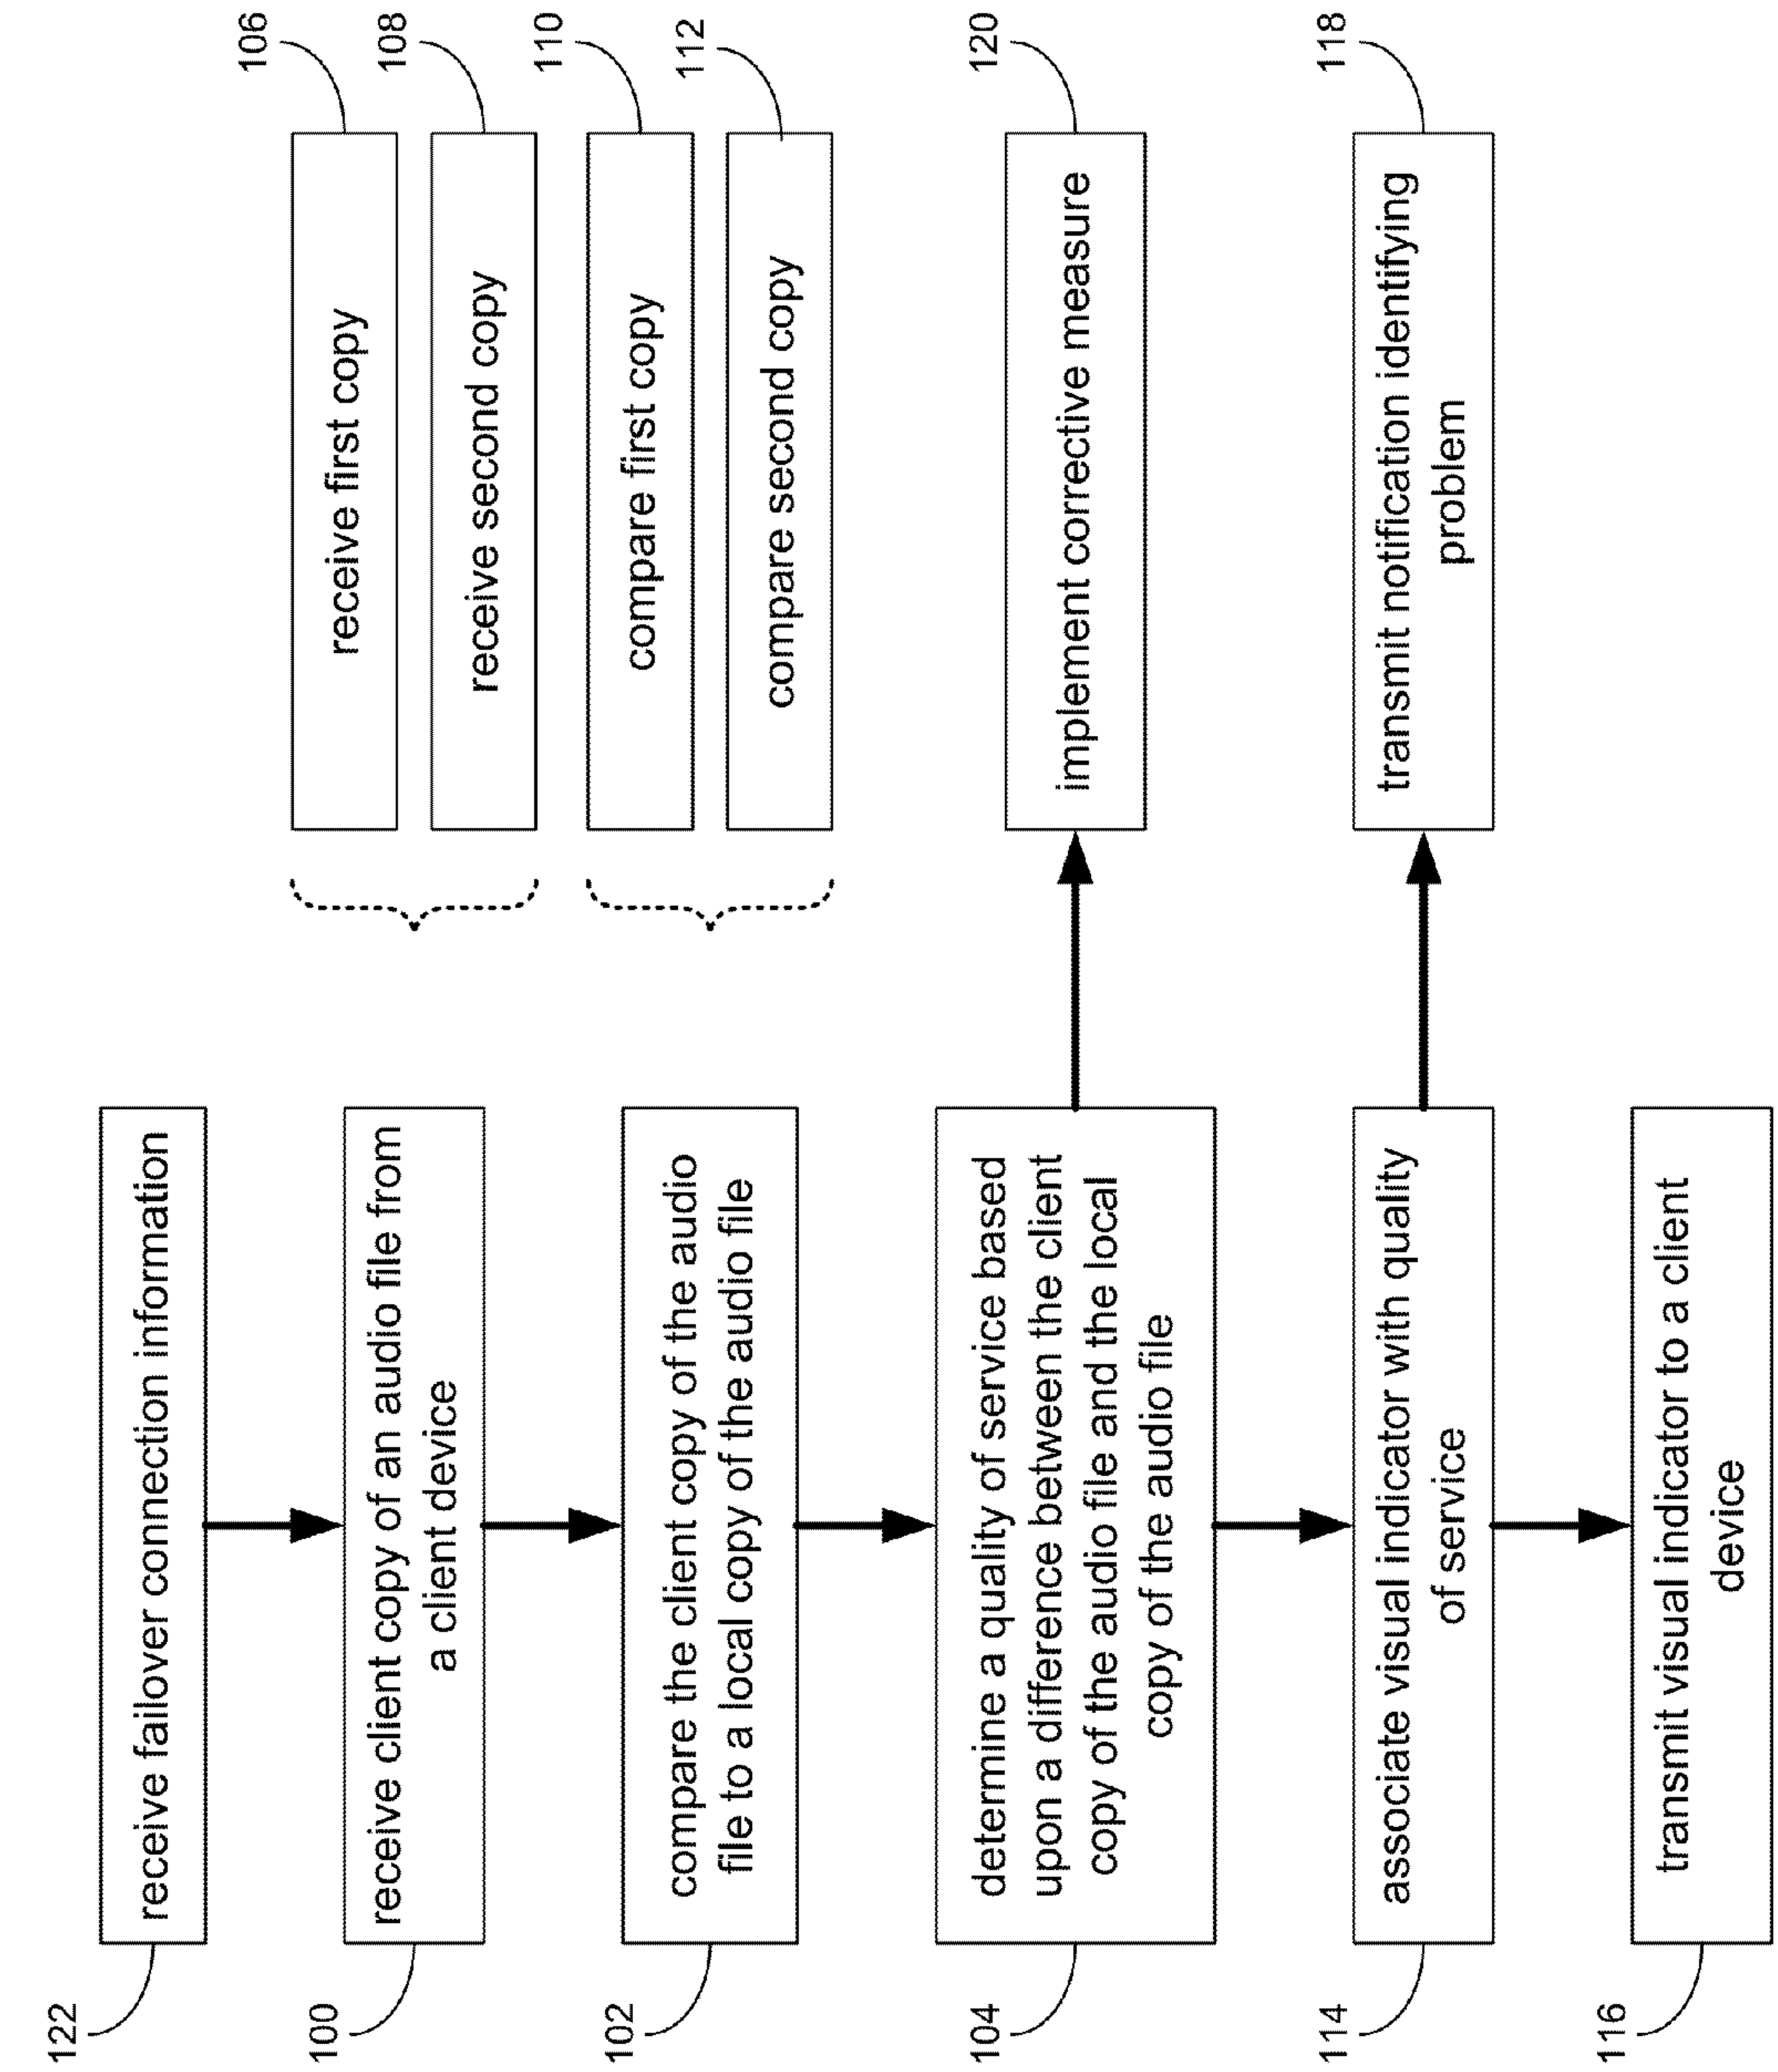 122
receive failover connection information
100
receive client copy of an audio file from
a client device
102
compare the client copy of the audio
file to a local copy of the audio file
104
determine a quality of service based
upon a difference between the client
copy of the audio file and the local
copy of the audio file
114
associate visual indicator with quality
of service
116
transmit visual indicator to a client
device
receive first copy
106
receive second copy
108
compare first copy
110
compare second copy
112
implement corrective measure
120
transmit notification identifying
problem
118